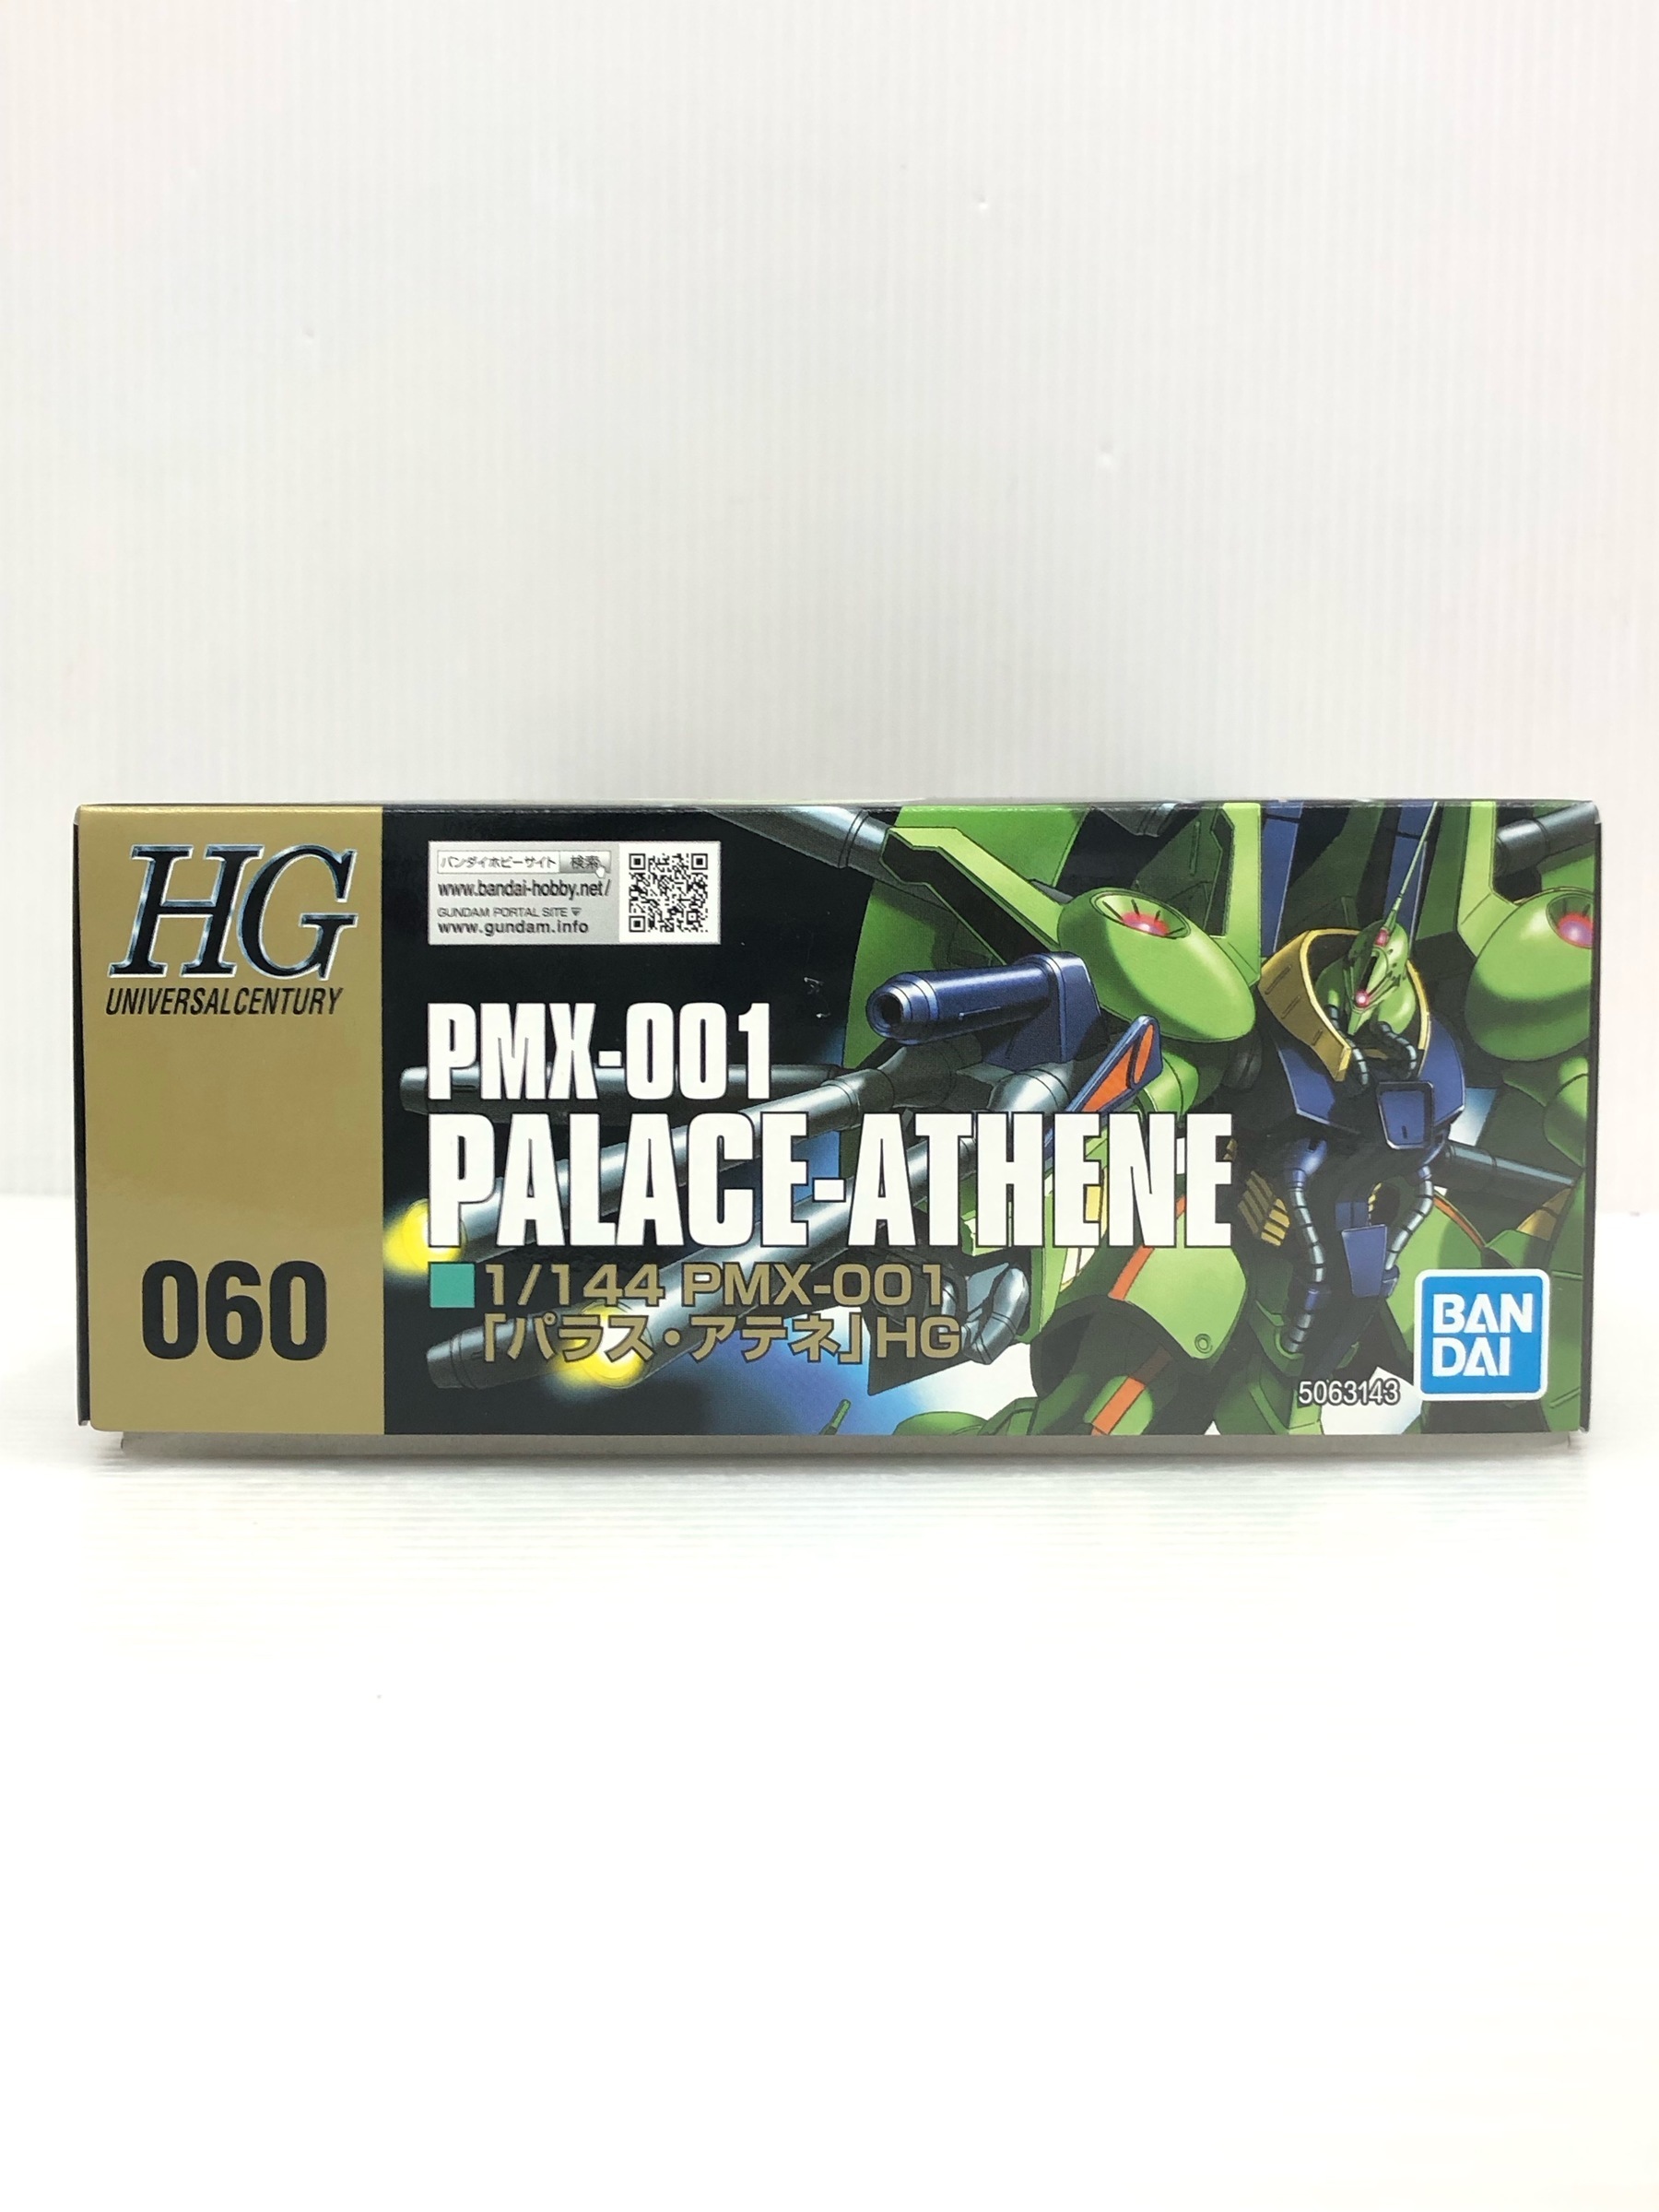 HG
UNIVERSALCENTURY
060
バンダイホビーサイト 検索
www.bandai-hobby.net/
GUNDAM PORTAL SITE ▽
www.gundam.info
PMX-001
PALACE-ATHENE
■1/144 PMX-001
「パラス・アテネ」HG
5063143
BAN
DAI